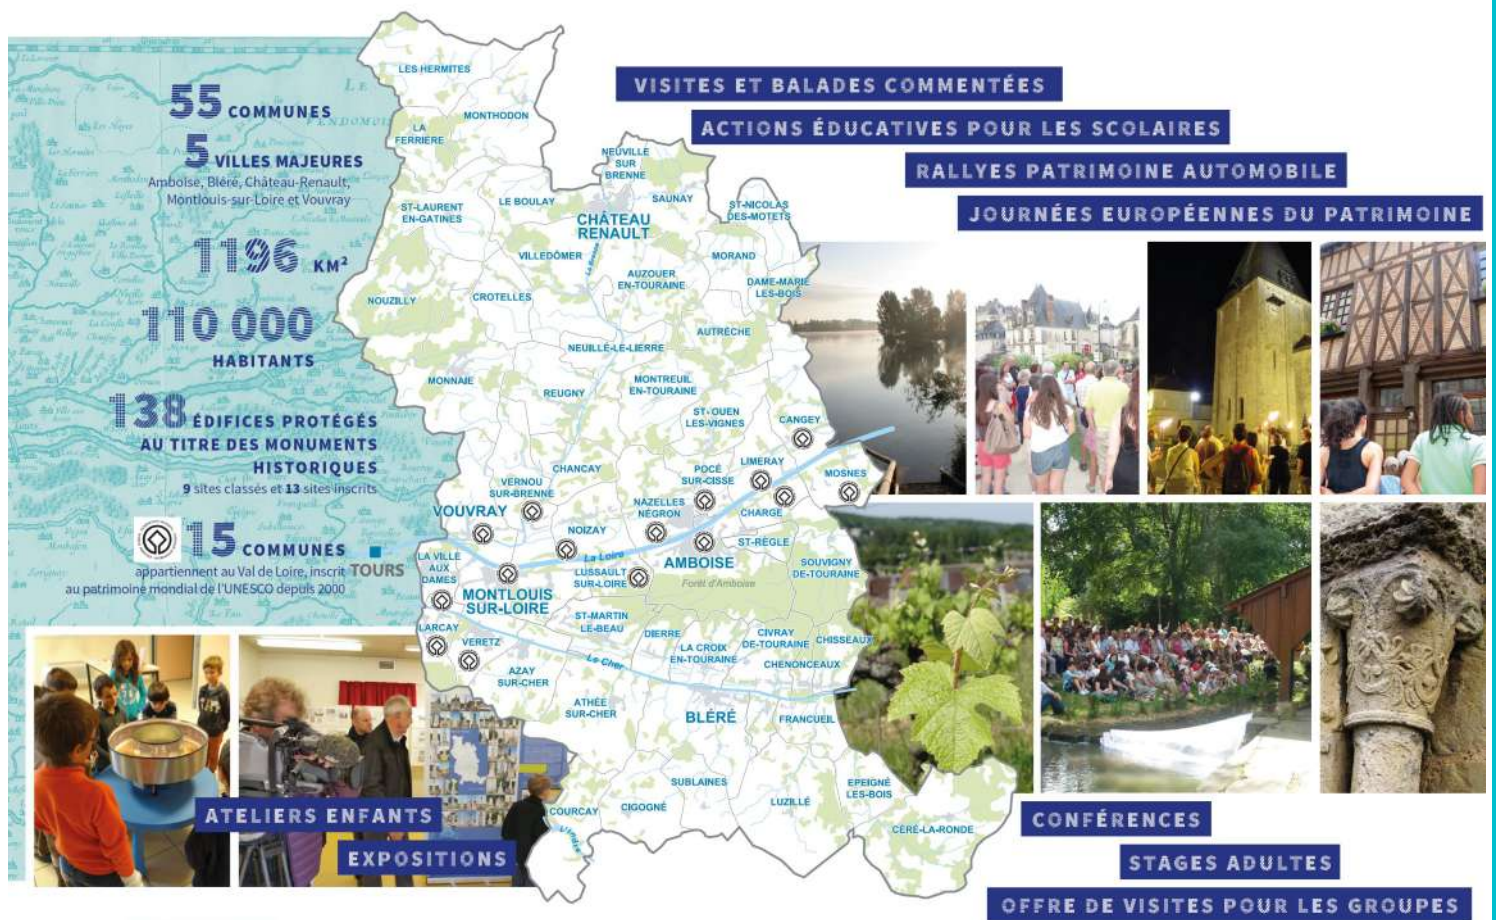 55 COMMUNES
5 VILLES MAJEURES
Amboise, Bléré, Château-Renault,
Montlouis-sur-Loire et Vouvray
1196 KM²
110 000
HABITANTS
138 ÉDIFICES PROTÉGÉS
AU TITRE DES MONUMENTS
HISTORIQUES
9 sites classés et 13 sites inscrits
15 COMMUNES
appartiennent au Val de Loire, inscrit
au patrimoine mondial de l'UNESCO depuis 2000
TOURS
VISITES ET BALADES COMMENTÉES
ACTIONS ÉDUCATIVES POUR LES SCOLAIRES
RALLYES PATRIMOINE AUTOMOBILE
JOURNÉES EUROPÉENNES DU PATRIMOINE
LES HERMITES
MONTHODON
LA
FERRIERE
NEUVILLE
SUR
BRENNE
ST-LAURENT
EN-GATINES
LE BOULAY
SAUNAY
ST-NICOLAS
DES-MOTETS
CHÂTEAU
RENAULT
La Brenne
VILLEDÔMER
MORAND
AUZOUER
EN-TOURAINE
DAME-MARIE
LES-BOIS
NOUZILLY
CROTELLES
AUTRÈCHE
NEUILLÉ-LE-LIERRE
MONNAIE
REUGNY
MONTREUIL
EN-TOURAINE
ST-OUEN
LES-VIGNES
CANGEY
CHANCAY
POCÉ
SUR-CISSE
LIMERAY
MOSNES
VERNOU
SUR-BRENNE
VOUVRAY
NAZELLES
NÉGRON
CHARGE
NOIZAY
ST-RÈGLE
LA VILLE
AUX
DAMES
La Loire
AMBOISE
LUSSAULT
SUR-LOIRE
SOUVIGNY
DE-TOURAINE
Forêt d'Amboise
MONTLOUIS
SUR-LOIRE
ST-MARTIN
LE-BEAU
LARCAY
VERETZ
DIERRE
CIVRAY
DE-TOURAINE
CHISSEAUX
LA CROIX
EN-TOURAINE
CHENONCEAUX
AZAY
SUR-CHER
Le Cher
ATHÉE
SUR-CHER
BLÉRÉ
FRANCUEIL
SUBLAINES
EPEIGNÉ
LES-BOIS
COURCAY
CIGOGNÉ
LUZILLÉ
CÉRÉ-LA-RONDE
L'Indre
ATELIERS ENFANTS
EXPOSITIONS
CONFÉRENCES
STAGES ADULTES
OFFRE DE VISITES POUR LES GROUPES